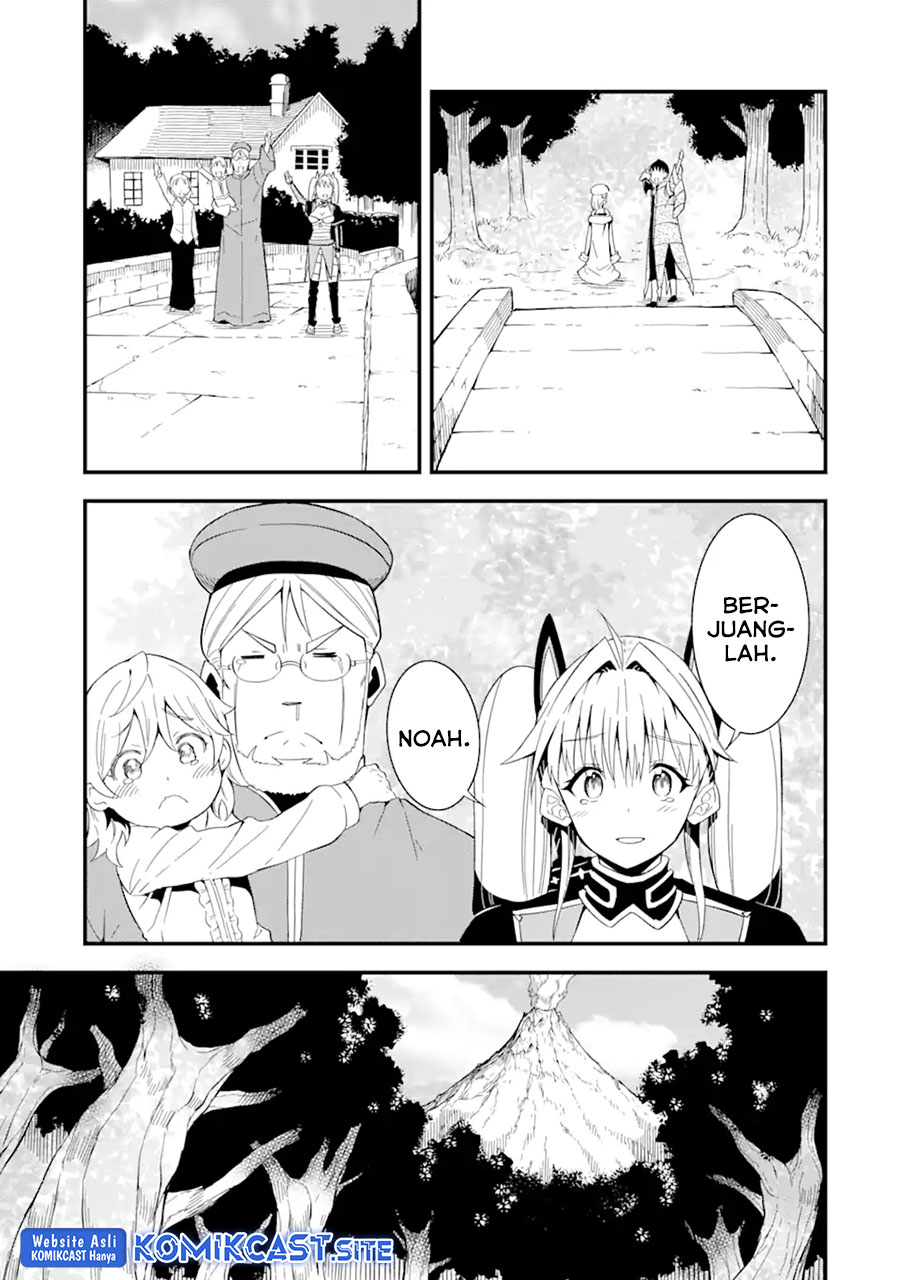 BER-
JUANG-
LAH.
NOAH.
Website Asli
KOMIKCAST Hanya
KOMIKCAST.SITE